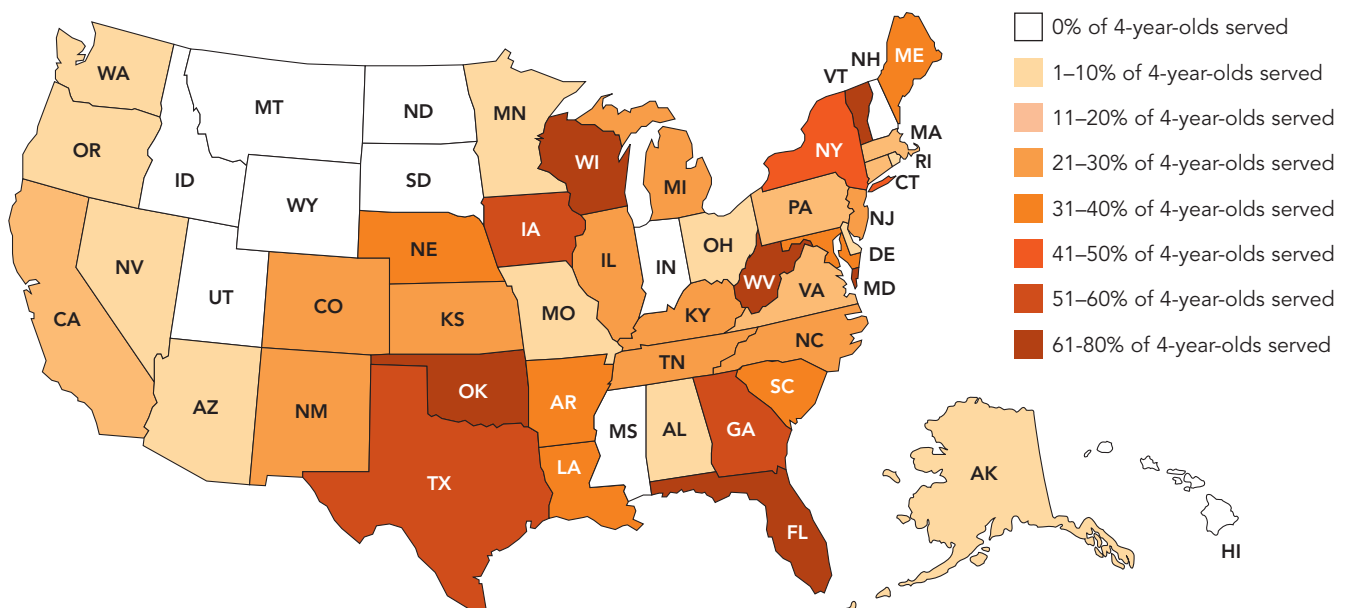 0% of 4-year-olds served
1–10% of 4-year-olds served
11–20% of 4-year-olds served
21–30% of 4-year-olds served
31–40% of 4-year-olds served
41–50% of 4-year-olds served
51–60% of 4-year-olds served
61-80% of 4-year-olds served
WA
MT
ND
MN
VT
NH
ME
OR
ID
SD
WI
NY
MA
RI
CT
WY
MI
PA
NJ
NV
UT
NE
IA
IL
IN
OH
WV
DE
MD
CA
CO
KS
MO
KY
VA
AZ
NM
OK
AR
TN
NC
SC
TX
LA
MS
AL
GA
FL
AK
HI